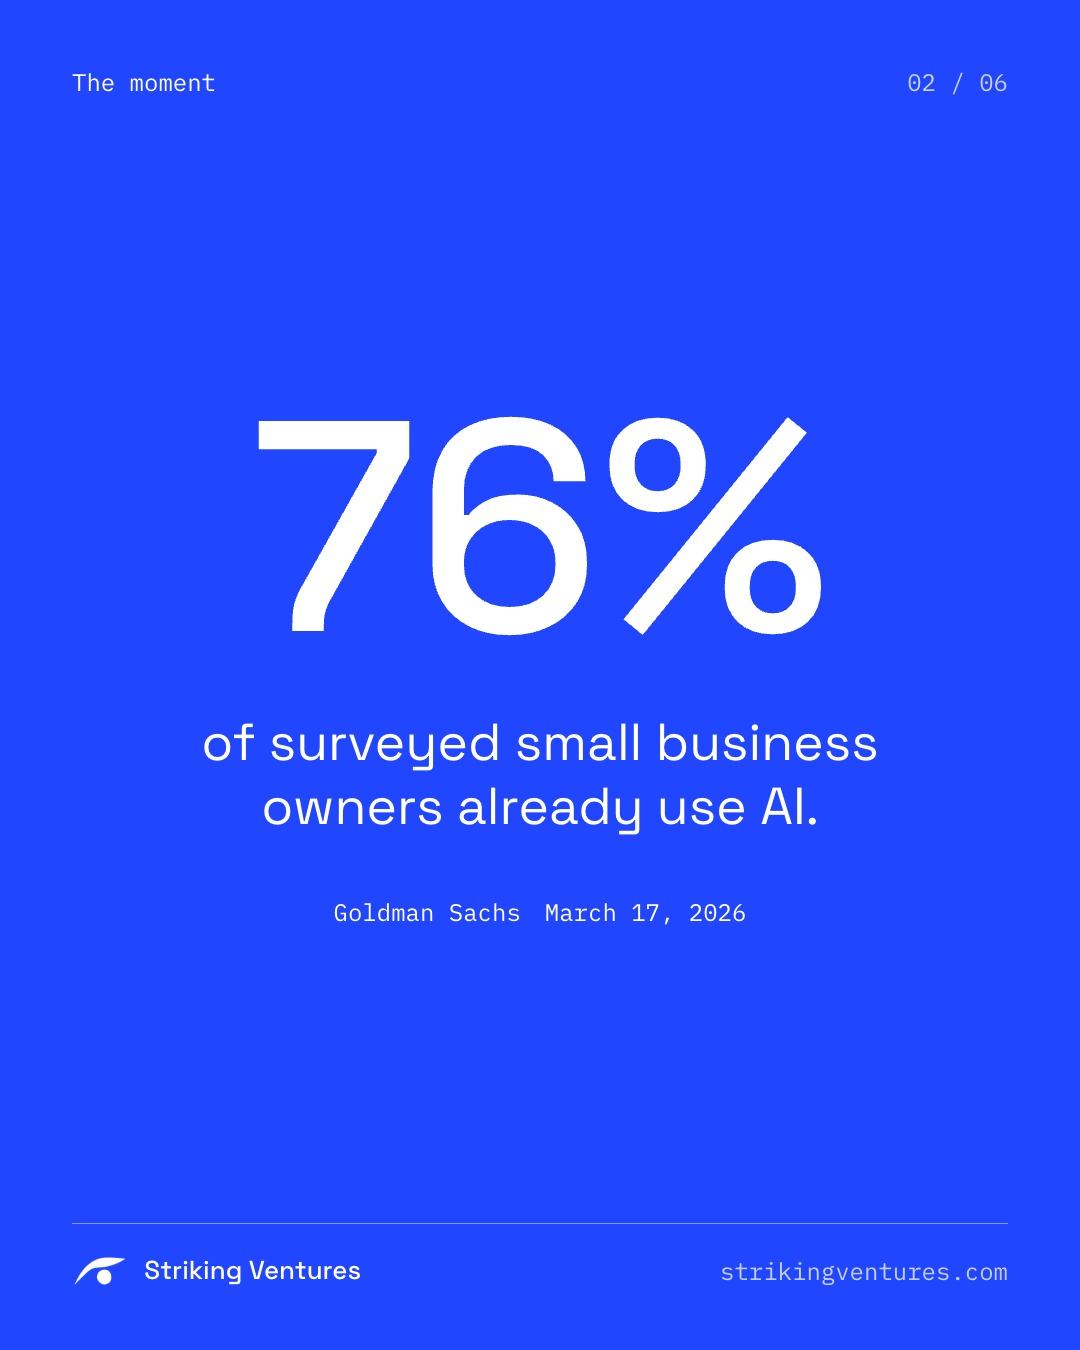 The moment
02 / 06
76%
of surveyed small business
owners already use AI.
Goldman Sachs March 17, 2026
Striking Ventures
strikingventures.com